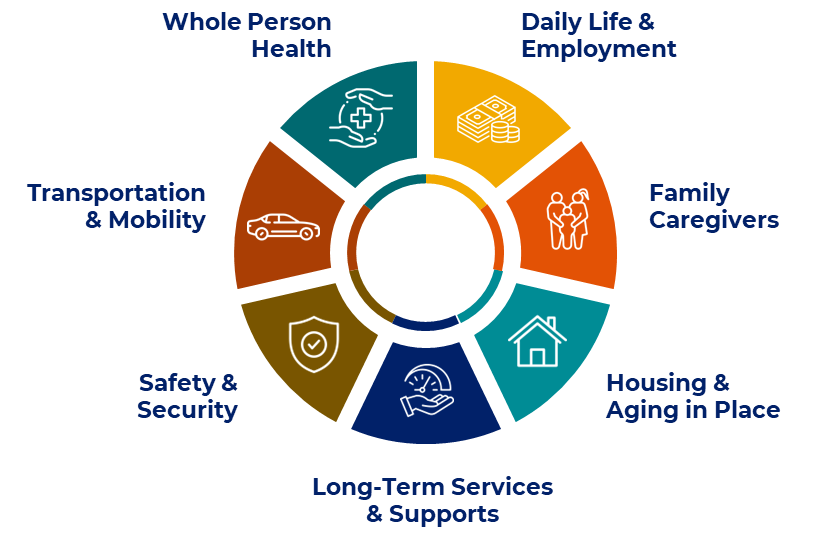 Whole Person
Health
Daily Life &
Employment
Transportation
& Mobility
Family
Caregivers
Safety &
Security
Housing &
Aging in Place
Long-Term Services
& Supports